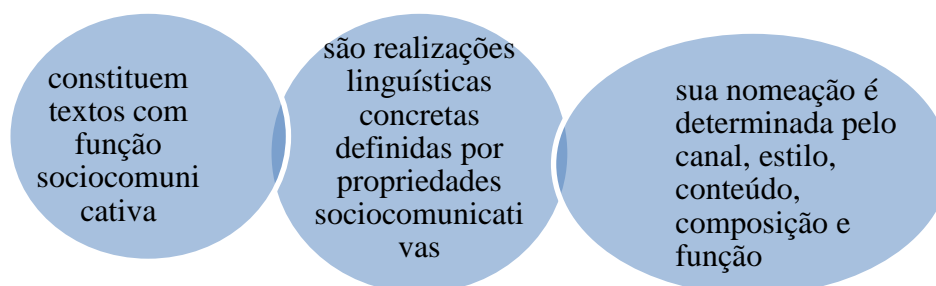 constituem
textos com
função
sociocomuni
cativa
são realizações
linguísticas
concretas
definidas por
propriedades
sociocomunicati
vas
sua nomeação é
determinada pelo
canal, estilo,
conteúdo,
composição e
função